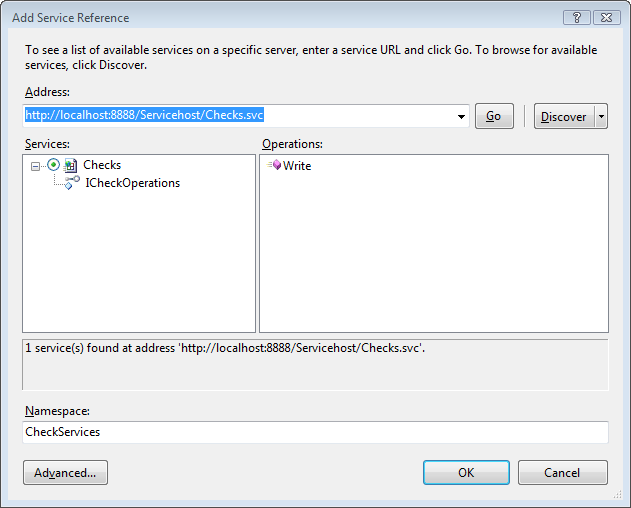 Add Service Reference
To see a list of available services on a specific server, enter a service URL and click Go. To browse for available
services, click Discover.
Address:
http://localhost:8888/Servicehost/Checks.svc
Go
Discover
Services:
Operations:
Checks
Write
ICheckOperations
1 service(s) found at address 'http://localhost:8888/Servicehost/Checks.svc'.
Namespace:
CheckServices
Advanced...
OK
Cancel